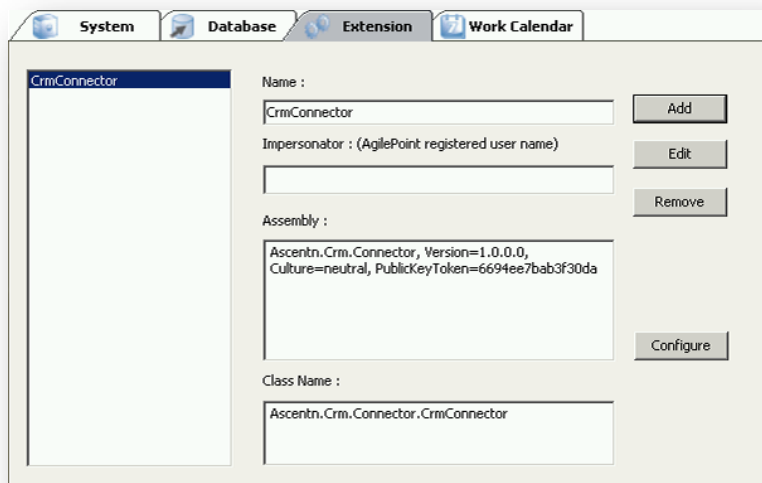 System Database Extension Work Calendar
CrmConnector
Name :
CrmConnector
Add
Impersonator : (AgilePoint registered user name)
Edit
Remove
Assembly :
Ascentn.Crm.Connector, Version=1.0.0.0,
Culture=neutral, PublicKeyToken=6694ee7bab3f30da
Configure
Class Name :
Ascentn.Crm.Connector.CrmConnector